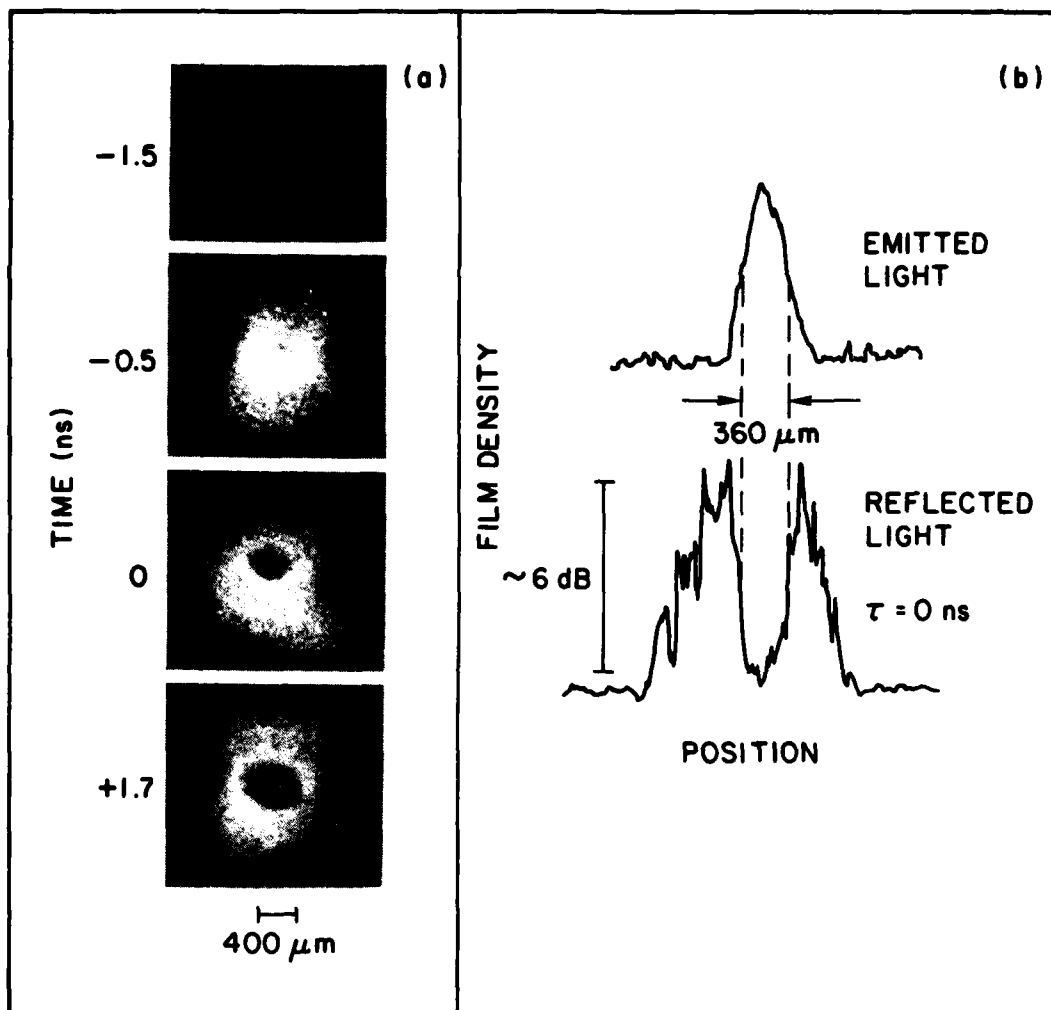 (a)
TIME (ns)
−1.5
−0.5
0
+1.7
400 μm
(b)
FILM DENSITY
EMITTED
LIGHT
360 μm
REFLECTED
LIGHT
~6 dB
τ = 0 ns
POSITION